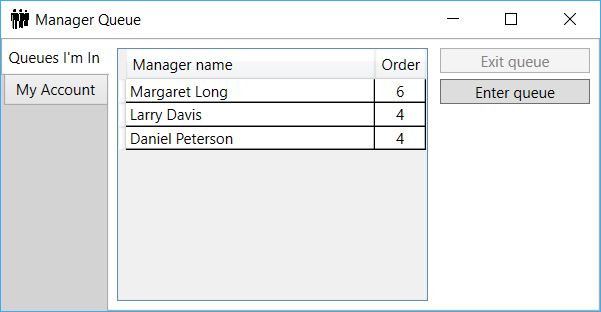 Manager Queue
Queues I'm In
My Account
Manager name Order
Margaret Long 6
Larry Davis 4
Daniel Peterson 4
Exit queue
Enter queue